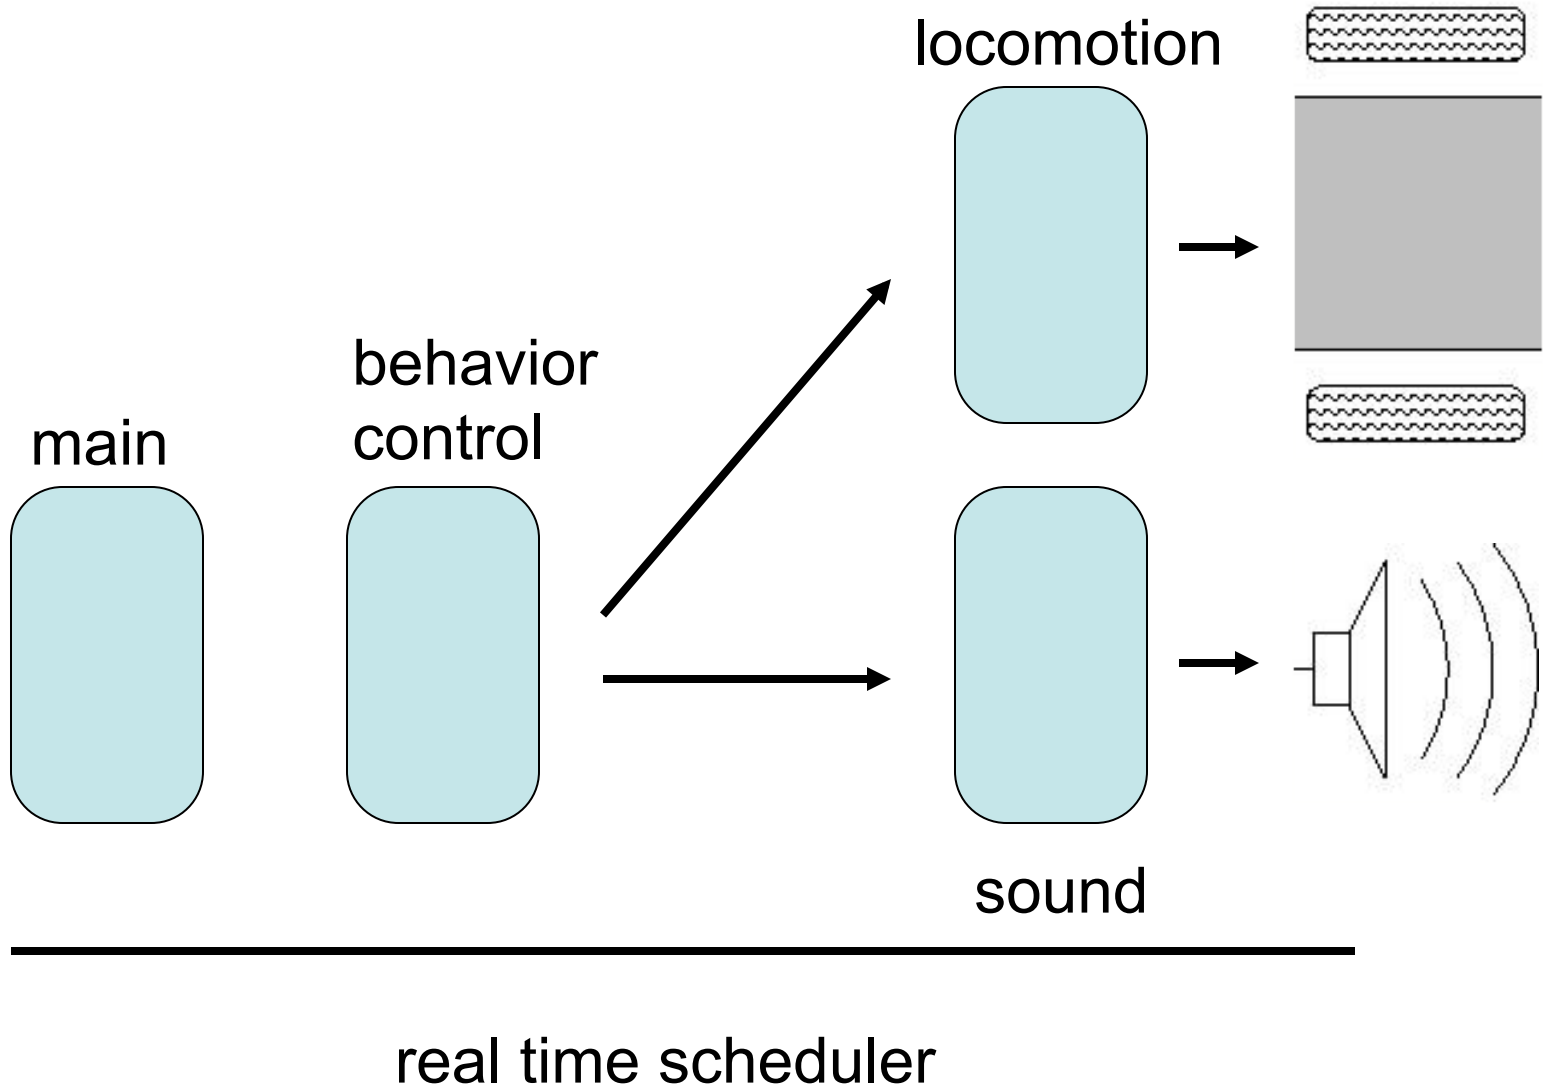 locomotion
behavior
control
main
sound
real time scheduler